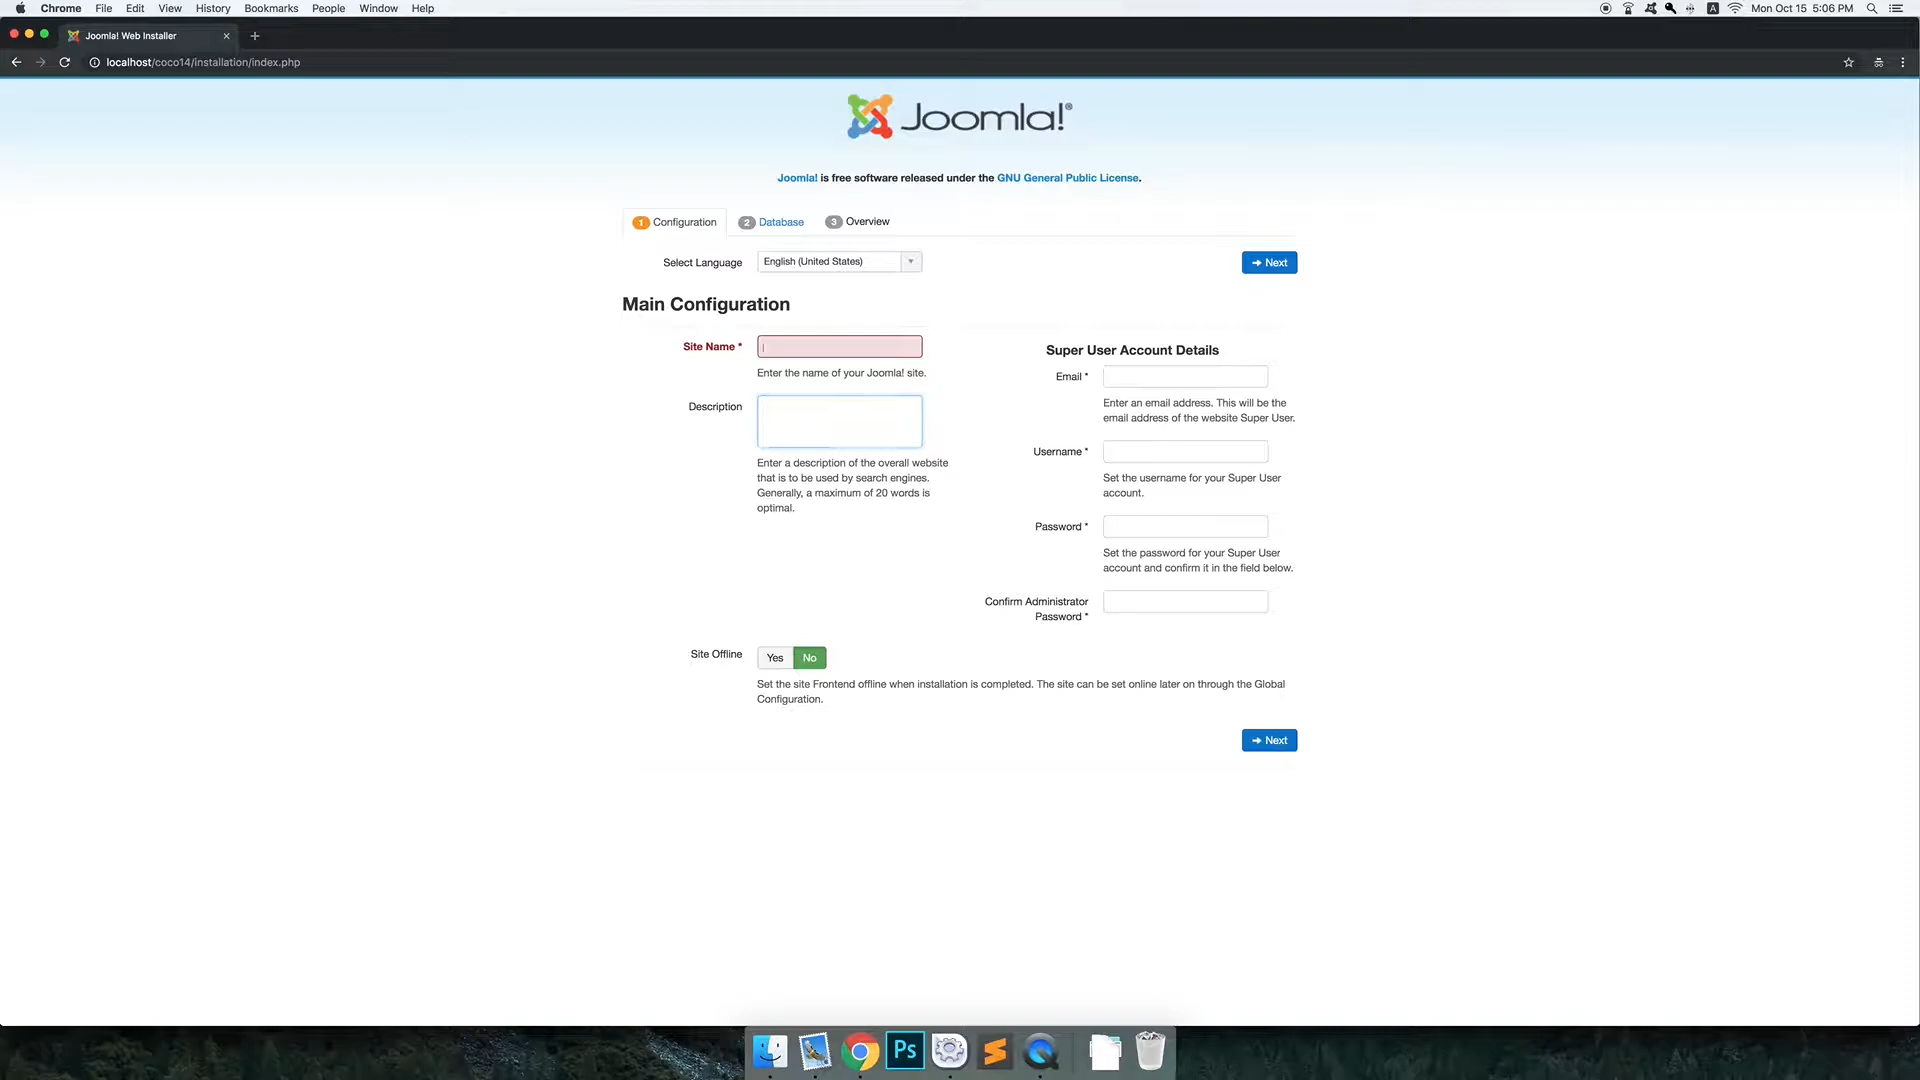 Chrome File Edit View History Bookmarks People Window Help
A Mon Oct 15 5:06 PM
Joomla! Web Installer
localhost/coco14/installation/index.php
Joomla!®
Joomla! is free software released under the GNU General Public License.
1 Configuration 2 Database 3 Overview
Select Language English (United States)
Next
Main Configuration
Site Name *
Enter the name of your Joomla! site.
Description
Enter a description of the overall website
that is to be used by search engines.
Generally, a maximum of 20 words is
optimal.
Super User Account Details
Email *
Enter an email address. This will be the
email address of the website Super User.
Username *
Set the username for your Super User
account.
Password *
Set the password for your Super User
account and confirm it in the field below.
Confirm Administrator
Password *
Site Offline Yes No
Set the site Frontend offline when installation is completed. The site can be set online later on through the Global
Configuration.
Next
Ps